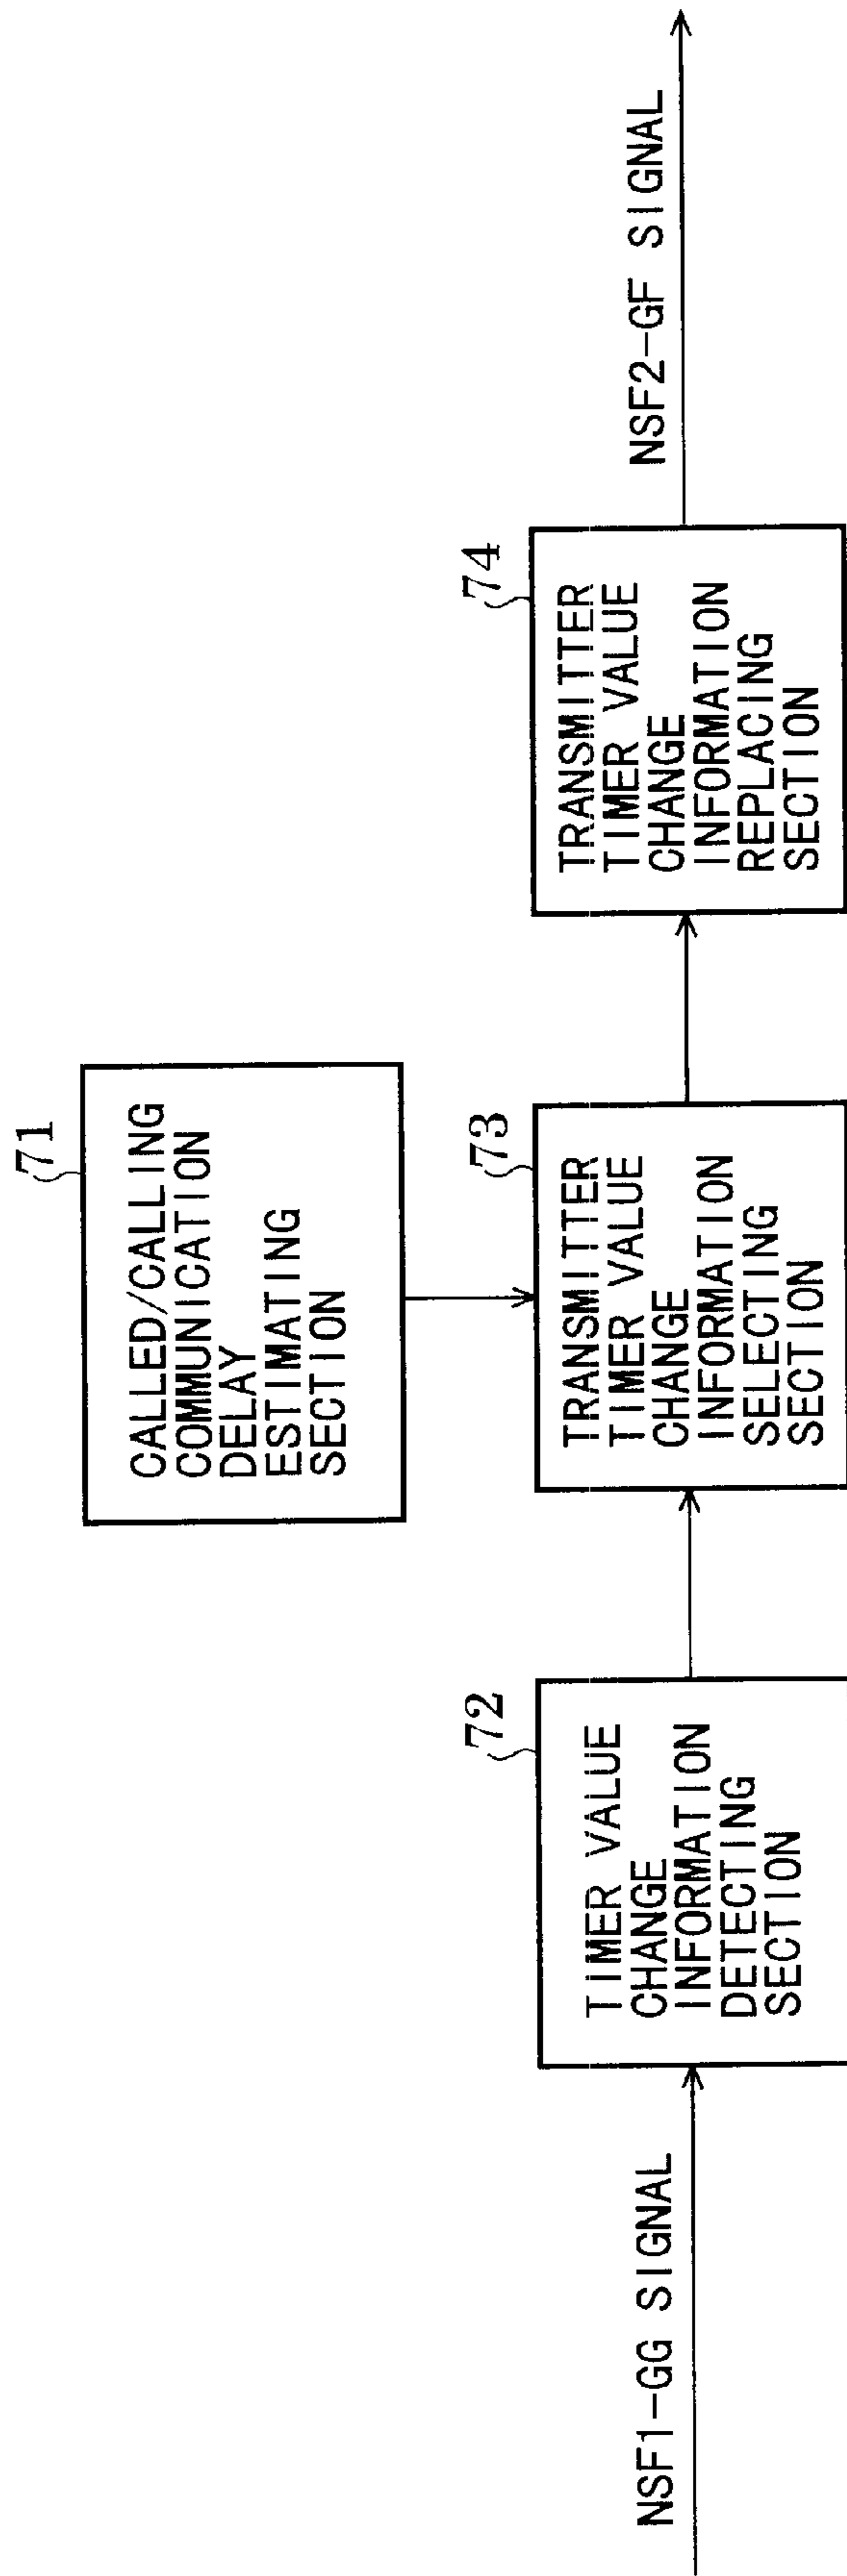 71
CALLED/CALLING
COMMUNICATION
DELAY
ESTIMATING
SECTION
NSF1-GG SIGNAL
72
TIMER VALUE
CHANGE
INFORMATION
DETECTING
SECTION
73
TRANSMITTER
TIMER VALUE
CHANGE
INFORMATION
SELECTING
SECTION
74
TRANSMITTER
TIMER VALUE
CHANGE
INFORMATION
REPLACING
SECTION
NSF2-GF SIGNAL